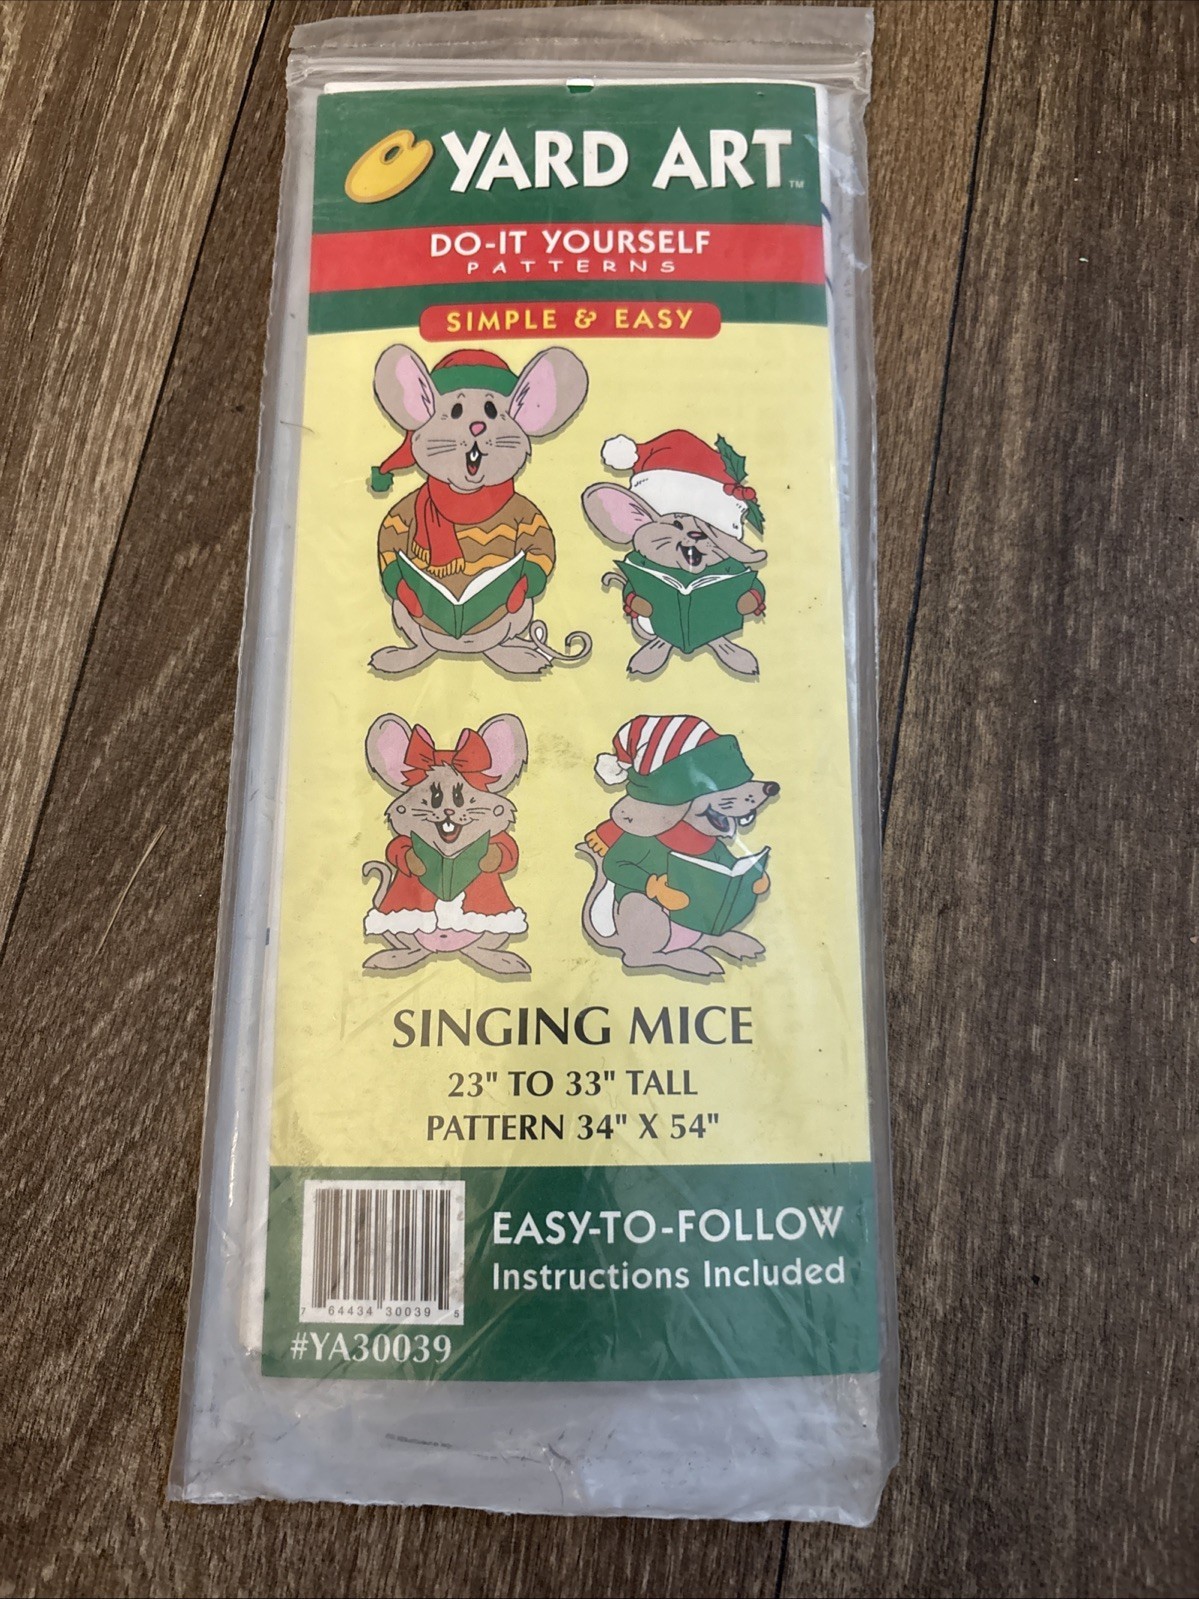 YARD ART™
DO-IT YOURSELF
PATTERNS
SIMPLE & EASY
SINGING MICE
23" TO 33" TALL
PATTERN 34" X 54"
EASY-TO-FOLLOW
Instructions Included
7 64434 30039 5
#YA30039